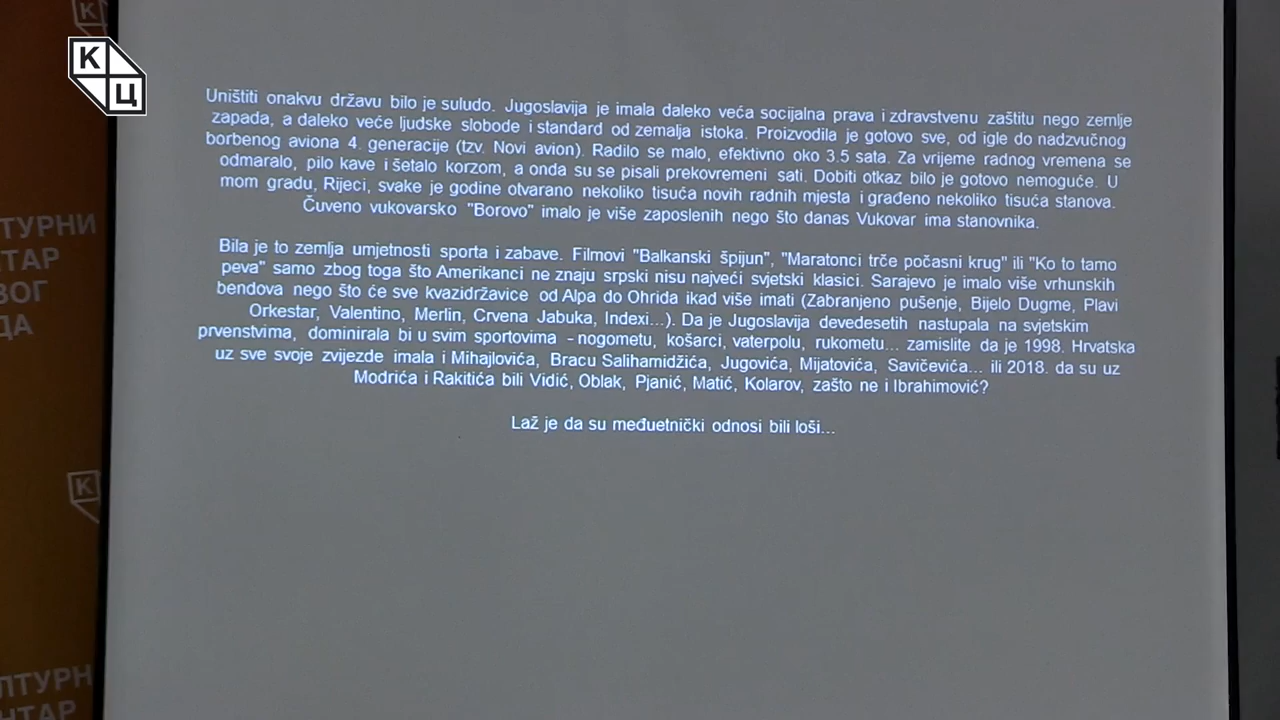 К
Ц
К
ТУРНИ
ТАР
ВОГ
ДА
К
ЛТУРН
НТАР
Uništiti onakvu državu bilo je suludo. Jugoslavija je imala daleko veća socijalna prava i zdravstvenu zaštitu nego zemlje
zapada, a daleko veće ljudske slobode i standard od zemalja istoka. Proizvodila je gotovo sve, od igle do nadzvučnog
borbenog aviona 4. generacije (tzv. Novi avion). Radilo se malo, efektivno oko 3.5 sata. Za vrijeme radnog vremena se
odmaralo, pilo kave i šetalo korzom, a onda su se pisali prekovremeni sati. Dobiti otkaz bilo je gotovo nemoguće. U
mom gradu, Rijeci, svake je godine otvarano nekoliko tisuća novih radnih mjesta i građeno nekoliko tisuća stanova.
Čuveno vukovarsko "Borovo" imalo je više zaposlenih nego što danas Vukovar ima stanovnika.
Bila je to zemlja umjetnosti sporta i zabave. Filmovi "Balkanski špijun", "Maratonci trče počasni krug" ili "Ko to tamo
peva" samo zbog toga što Amerikanci ne znaju srpski nisu najveći svjetski klasici. Sarajevo je imalo više vrhunskih
bendova nego što će sve kvazidržavice od Alpa do Ohrida ikad više imati (Zabranjeno pušenje, Bijelo Dugme, Plavi
Orkestar, Valentino, Merlin, Crvena Jabuka, Indexi...). Da je Jugoslavija devedesetih nastupala na svjetskim
prvenstvima, dominirala bi u svim sportovima - nogometu, košarci, vaterpolu, rukometu... zamislite da je 1998. Hrvatska
uz sve svoje zvijezde imala i Mihajlovića, Bracu Salihamidžića, Jugovića, Mijatovića, Savičevića... ili 2018. da su uz
Modrića i Rakitića bili Vidić, Oblak, Pjanić, Matić, Kolarov, zašto ne i Ibrahimović?
Laž je da su međuetnički odnosi bili loši...